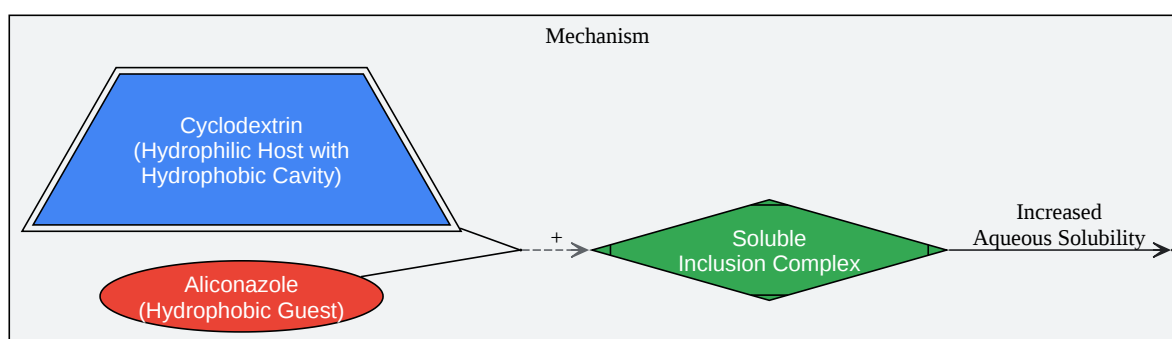 Mechanism
Cyclodextrin
(Hydrophilic Host with
Hydrophobic Cavity)
Aliconazole
(Hydrophobic Guest)
+
Soluble
Inclusion Complex
Increased
Aqueous Solubility